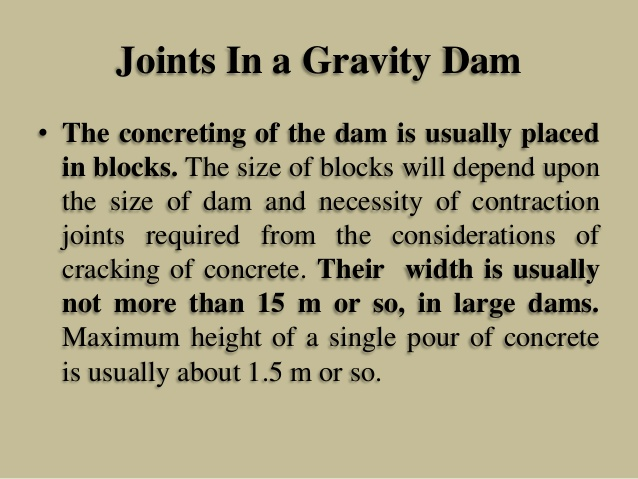 Joints In a Gravity Dam
• The concreting of the dam is usually placed
in blocks. The size of blocks will depend upon
the size of dam and necessity of contraction
joints required from the considerations of
cracking of concrete. Their width is usually
not more than 15 m or so, in large dams.
Maximum height of a single pour of concrete
is usually about 1.5 m or so.